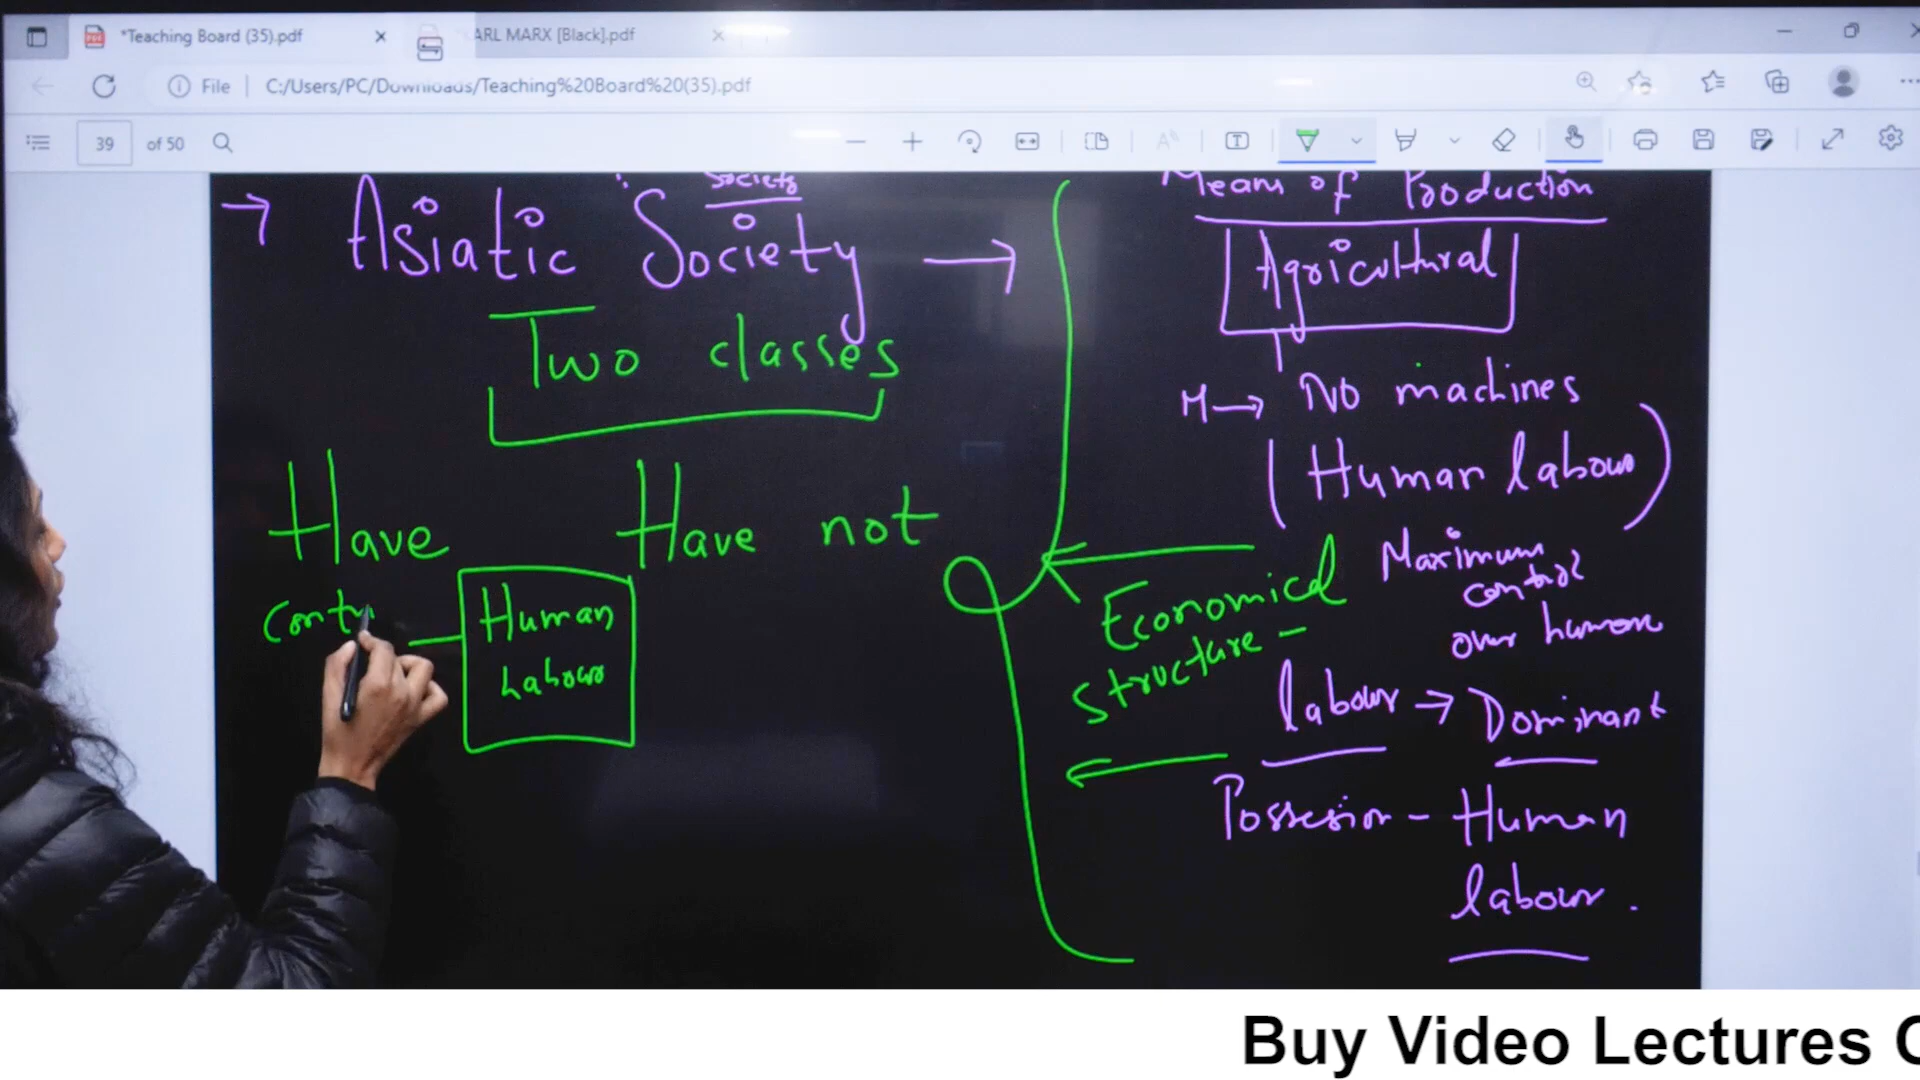 *Teaching Board (35).pdf
ARL MARX [Black].pdf
File
C:/Users/PC/Downloads/Teaching%20Board%20(35).pdf
39 of 50
Society
→ Asiatic Society →
Two classes
Have
Have not
Contr
Human
Labour
Means of Production
Agricultural
M→ No machines
(Human labour)
Economical
structure -
Maximum
control
over human
labour → Dominant
Possesion - Human
labour.
Buy Video Lectures